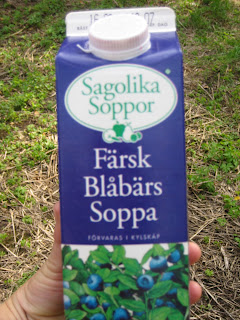 Sagolika
Soppor
Färsk
Blåbärs
Soppa
FÖRVARAS I KYLSKÅP